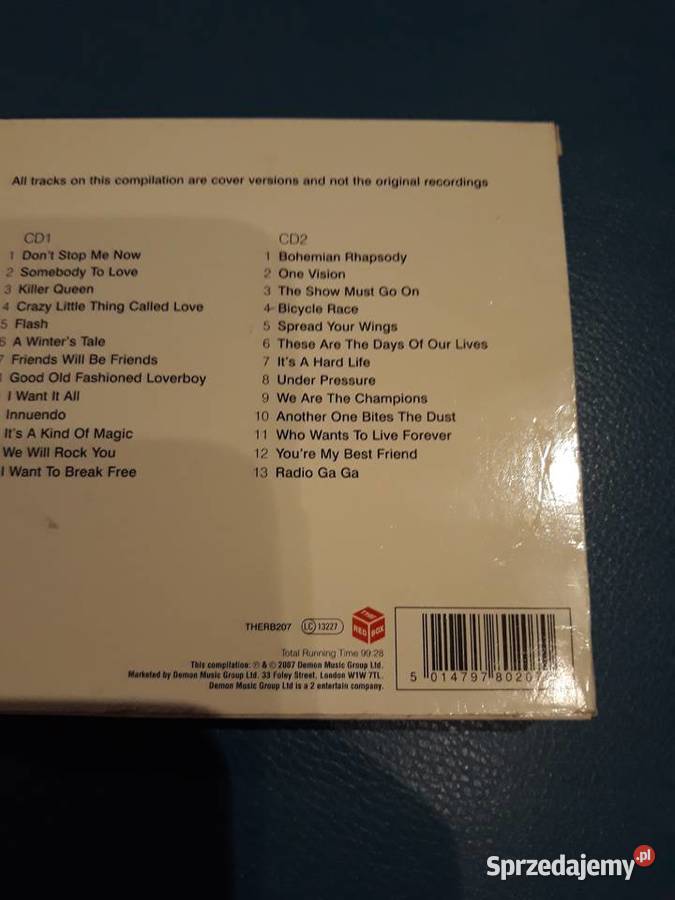 All tracks on this compilation are cover versions and not the original recordings
CD1
1 Don't Stop Me Now
2 Somebody To Love
3 Killer Queen
4 Crazy Little Thing Called Love
5 Flash
6 A Winter's Tale
7 Friends Will Be Friends
Good Old Fashioned Loverboy
I Want It All
Innuendo
It's A Kind Of Magic
We Will Rock You
I Want To Break Free
CD2
1 Bohemian Rhapsody
2 One Vision
3 The Show Must Go On
4 Bicycle Race
5 Spread Your Wings
6 These Are The Days Of Our Lives
7 It's A Hard Life
8 Under Pressure
9 We Are The Champions
10 Another One Bites The Dust
11 Who Wants To Live Forever
12 You're My Best Friend
13 Radio Ga Ga
THERB207 LC 13227 THE RED BOX
Total Running Time 99:28
This compilation: ℗ & © 2007 Demon Music Group Ltd.
Marketed by Demon Music Group Ltd. 33 Foley Street, London W1W 7TL.
Demon Music Group Ltd is a 2 entertain company.
5 014797 80207
Sprzedajemy.pl